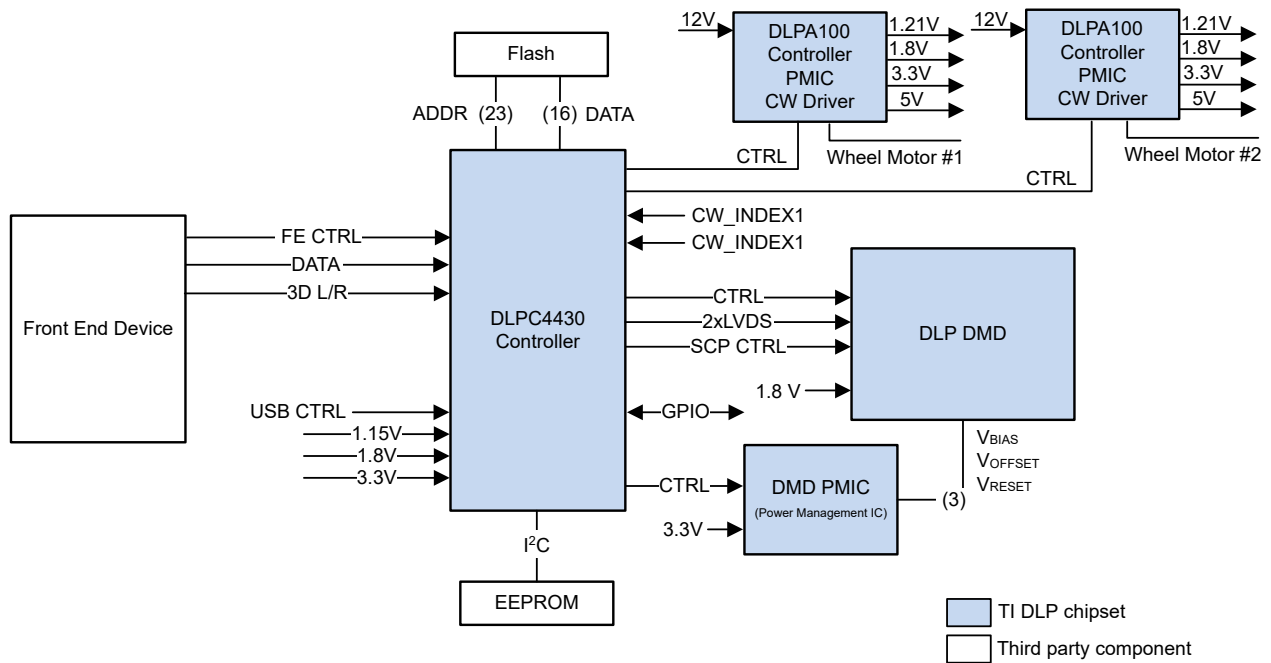 12V
DLPA100
Controller
PMIC
CW Driver
1.21V
1.8V
3.3V
5V
CTRL
Wheel Motor #1
12V
DLPA100
Controller
PMIC
CW Driver
1.21V
1.8V
3.3V
5V
CTRL
Wheel Motor #2
Flash
ADDR (23)
(16) DATA
Front End Device
FE CTRL
DATA
3D L/R
DLPC4430
Controller
CW_INDEX1
CW_INDEX1
CTRL
2xLVDS
SCP CTRL
1.8 V
DLP DMD
USB CTRL
1.15V
1.8V
3.3V
GPIO
VBIAS
VOFFSET
VRESET
CTRL
3.3V
DMD PMIC
(Power Management IC)
(3)
I²C
EEPROM
TI DLP chipset
Third party component